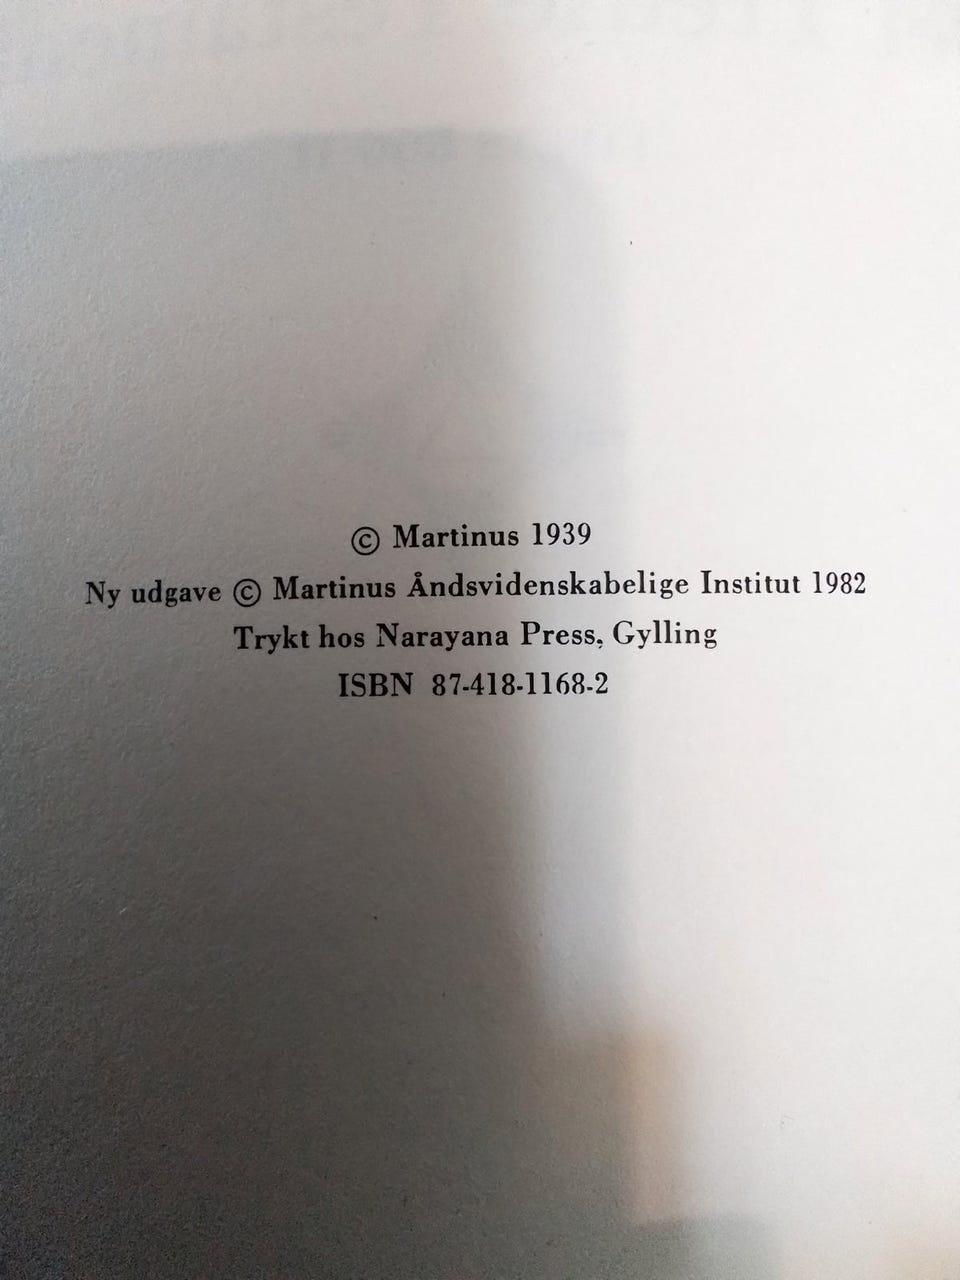 © Martinus 1939
Ny udgave © Martinus Åndsvidenskabelige Institut 1982
Trykt hos Narayana Press, Gylling
ISBN 87-418-1168-2